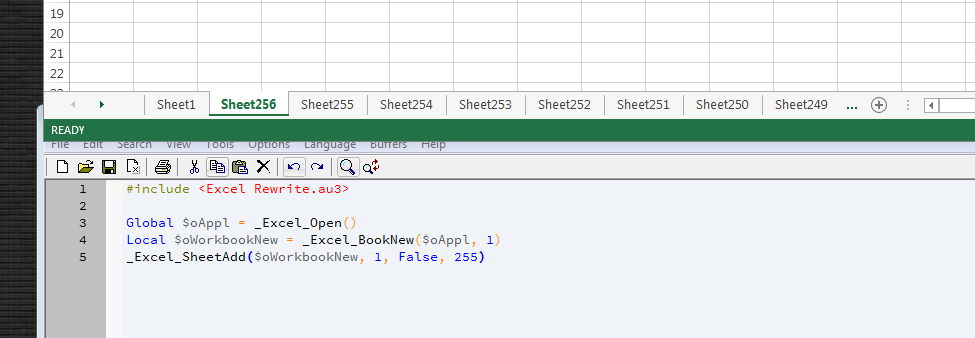 19
20
21
22
Sheet1 Sheet256 Sheet255 Sheet254 Sheet253 Sheet252 Sheet251 Sheet250 Sheet249 ...
READY
File Edit Search View Tools Options Language Buffers Help
1 #include <Excel Rewrite.au3>
2
3 Global $oAppl = _Excel_Open()
4 Local $oWorkbookNew = _Excel_BookNew($oAppl, 1)
5 _Excel_SheetAdd($oWorkbookNew, 1, False, 255)